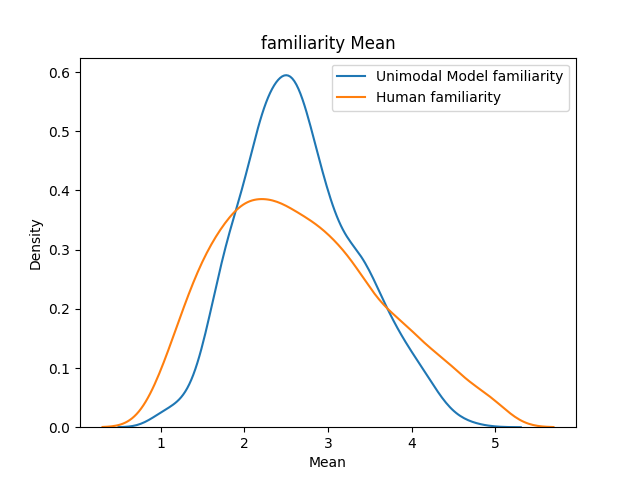 familiarity Mean
Unimodal Model familiarity
Human familiarity
0.6
0.5
0.4
0.3
0.2
0.1
0.0
Density
1 2 3 4 5
Mean